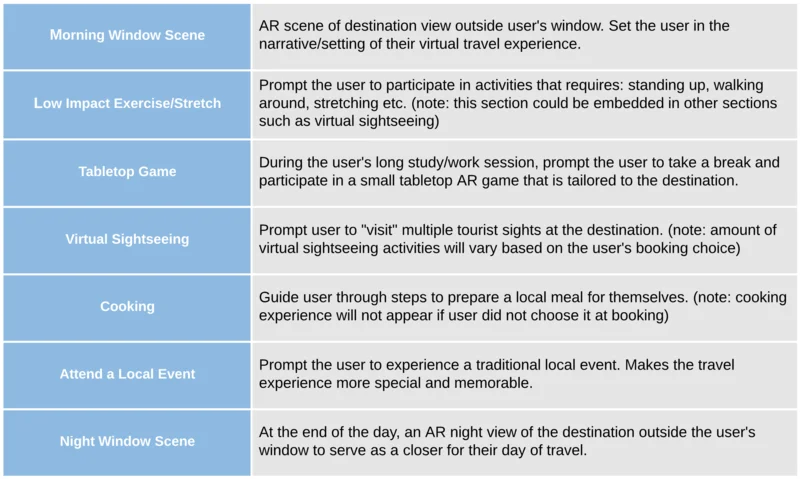 Morning Window Scene
AR scene of destination view outside user's window. Set the user in the
narrative/setting of their virtual travel experience.
Low Impact Exercise/Stretch
Prompt the user to participate in activities that requires: standing up, walking
around, stretching etc. (note: this section could be embedded in other sections
such as virtual sightseeing)
Tabletop Game
During the user's long study/work session, prompt the user to take a break and
participate in a small tabletop AR game that is tailored to the destination.
Virtual Sightseeing
Prompt user to "visit" multiple tourist sights at the destination. (note: amount of
virtual sightseeing activities will vary based on the user's booking choice)
Cooking
Guide user through steps to prepare a local meal for themselves. (note: cooking
experience will not appear if user did not choose it at booking)
Attend a Local Event
Prompt the user to experience a traditional local event. Makes the travel
experience more special and memorable.
Night Window Scene
At the end of the day, an AR night view of the destination outside the user's
window to serve as a closer for their day of travel.